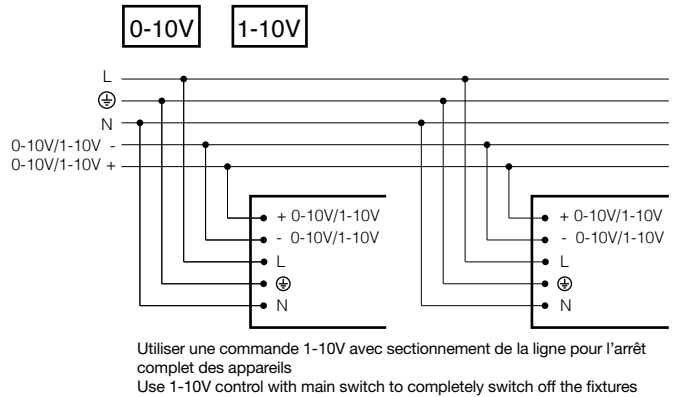 0-10V 1-10V
L
N
0-10V/1-10V -
0-10V/1-10V +
+ 0-10V/1-10V
- 0-10V/1-10V
L
N
+ 0-10V/1-10V
- 0-10V/1-10V
L
N
Utiliser une commande 1-10V avec sectionnement de la ligne pour l'arrêt
complet des appareils
Use 1-10V control with main switch to completely switch off the fixtures